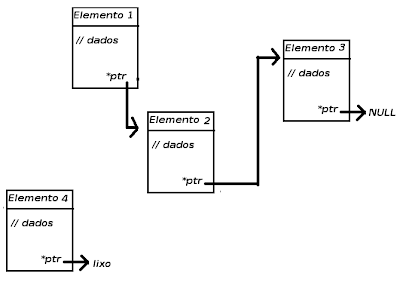 Elemento 1
// dados
*ptr
Elemento 2
// dados
*ptr
Elemento 3
// dados
*ptr
NULL
Elemento 4
// dados
*ptr
lixo